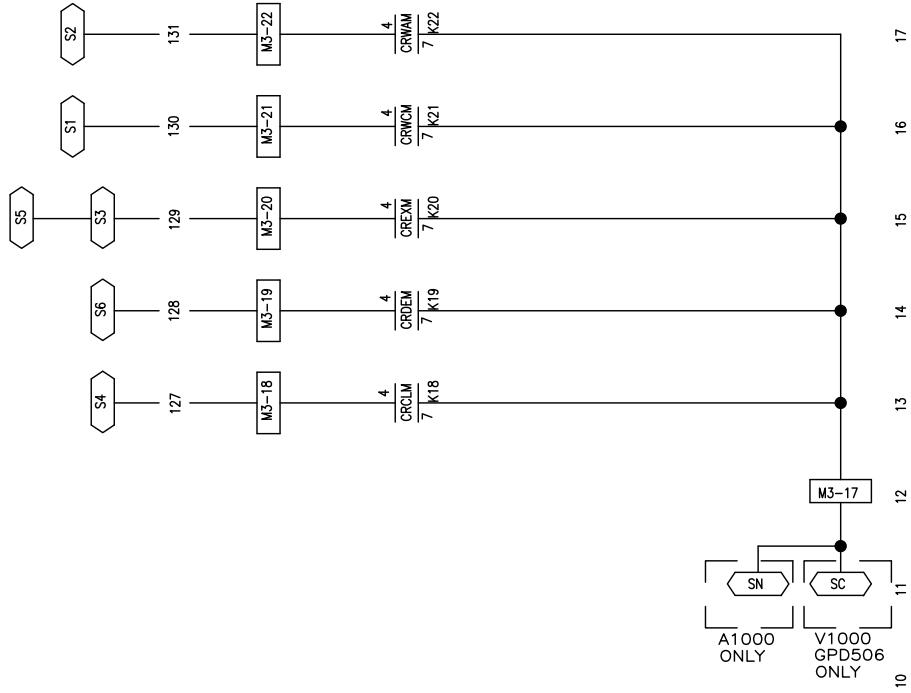 S2
131
M3-22
4
CRWAM
7
K22
17
S1
130
M3-21
4
CRWCM
7
K21
16
S5
S3
129
M3-20
4
CREXM
7
K20
15
S6
128
M3-19
4
CRDEM
7
K19
14
S4
127
M3-18
4
CRCLM
7
K18
13
M3-17
12
SN
SC
11
A1000
ONLY
V1000
GPD506
ONLY
10